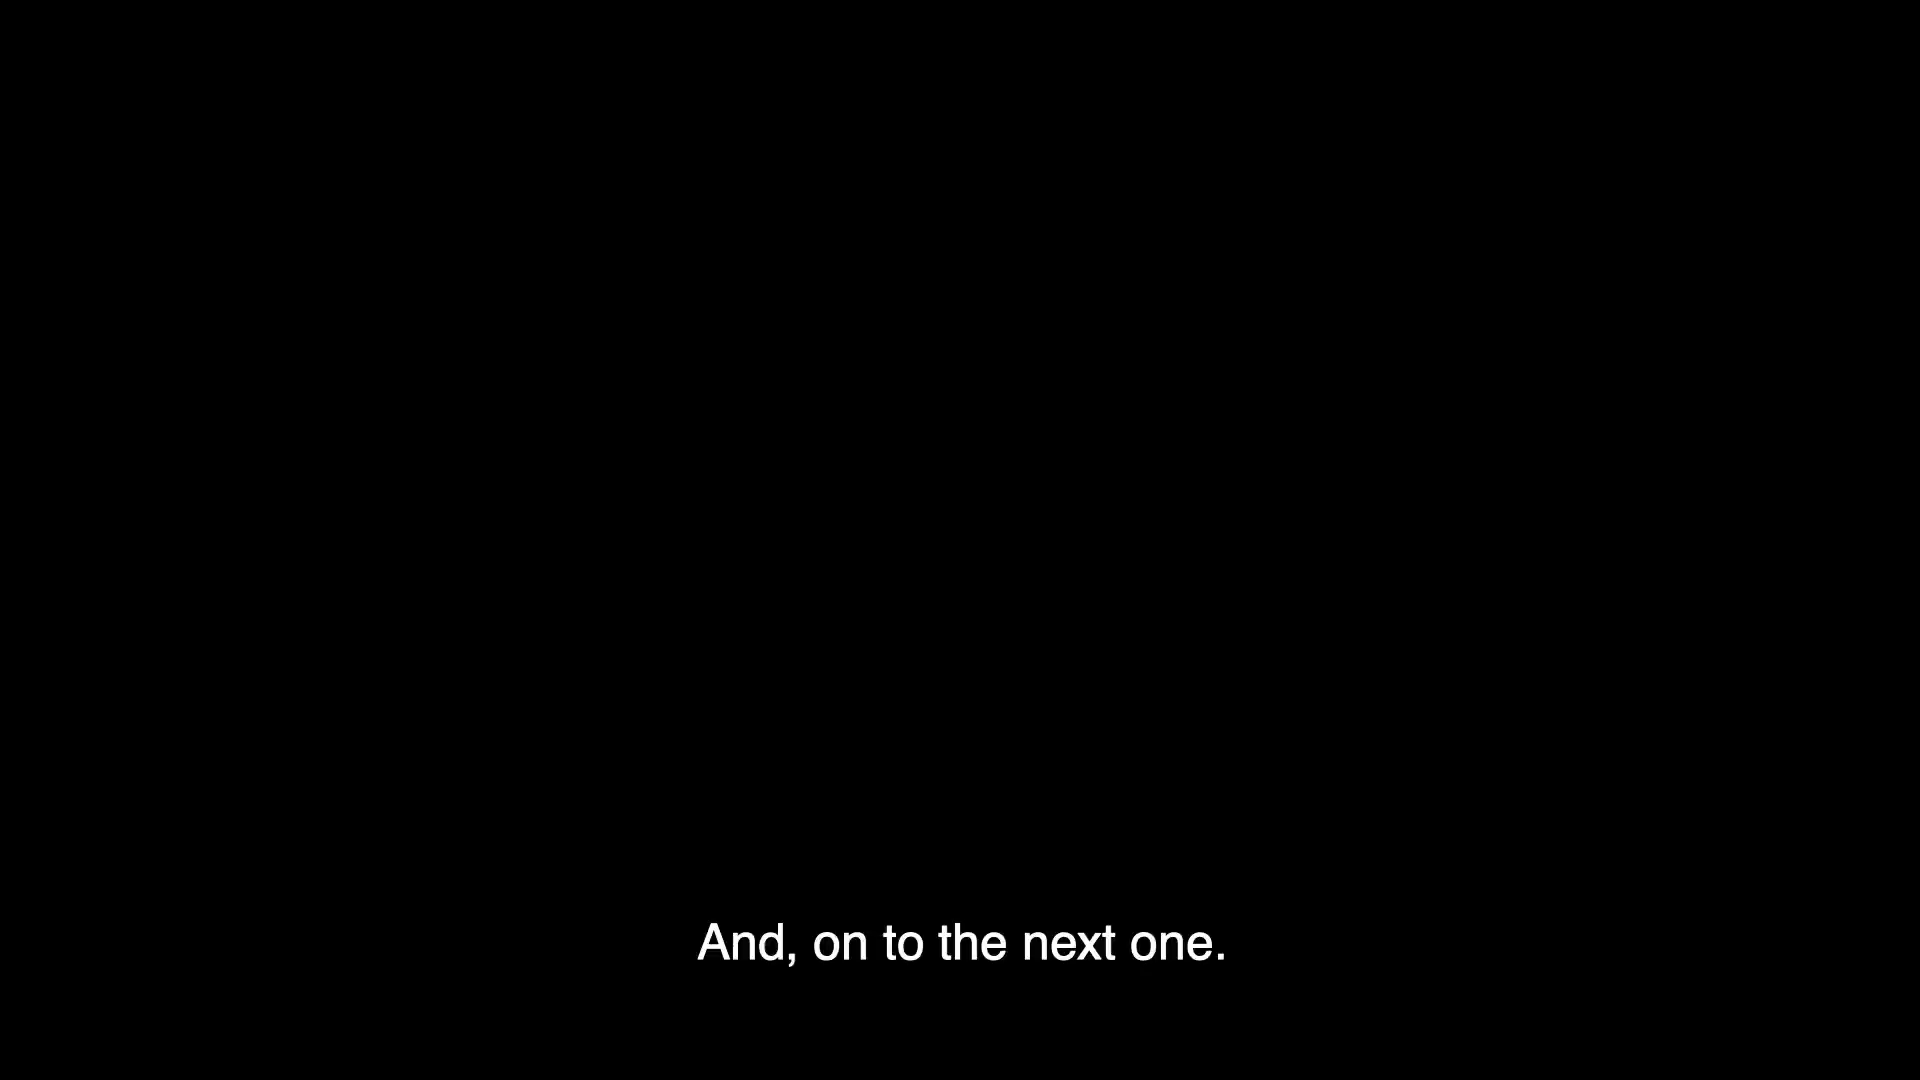 And, on to the next one.